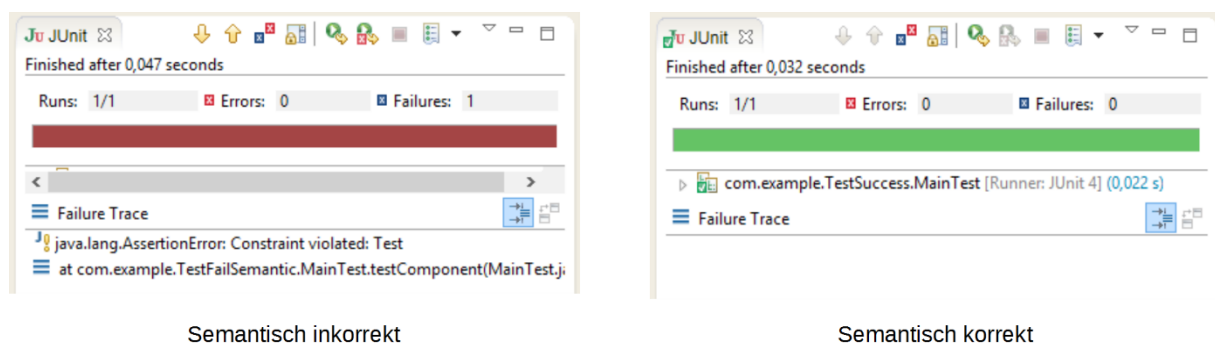 JUnit
Finished after 0,047 seconds
Runs: 1/1 Errors: 0 Failures: 1
Failure Trace
java.lang.AssertionError: Constraint violated: Test
at com.example.TestFailSemantic.MainTest.testComponent(MainTest.ja
Semantisch inkorrekt
JUnit
Finished after 0,032 seconds
Runs: 1/1 Errors: 0 Failures: 0
com.example.TestSuccess.MainTest [Runner: JUnit 4] (0,022 s)
Failure Trace
Semantisch korrekt